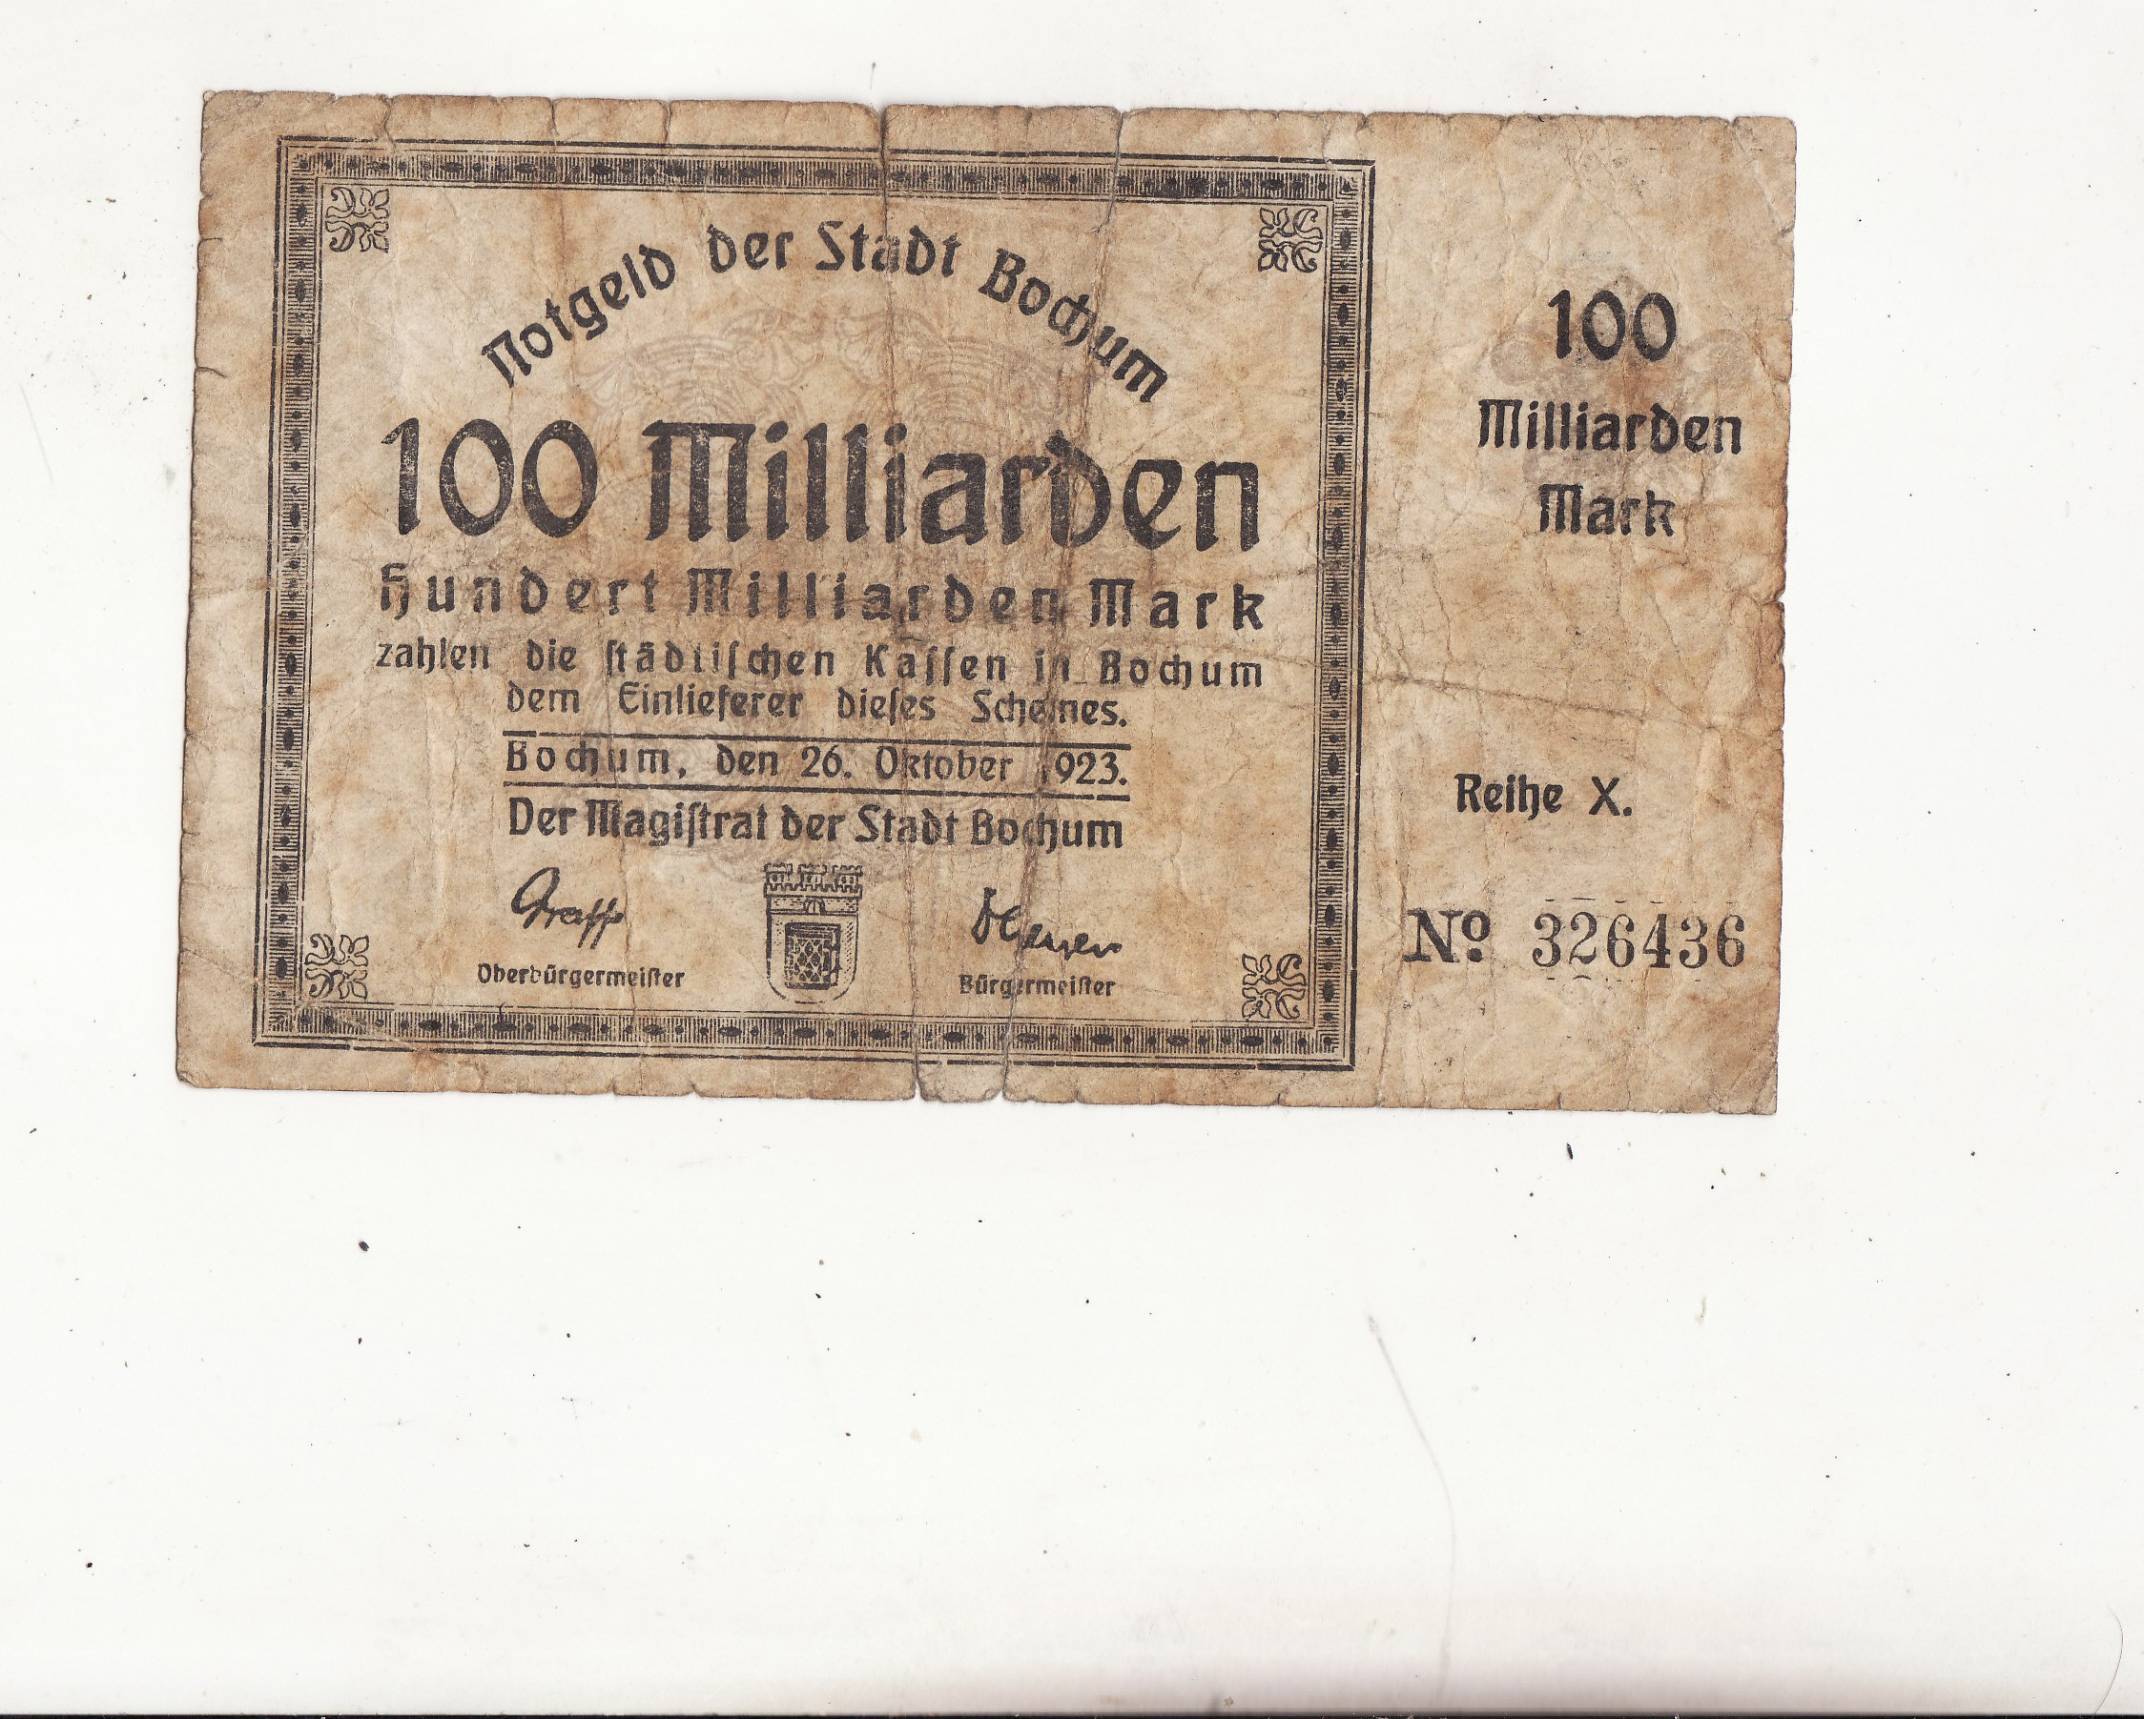 Notgeld der Stadt Bochum
100 Milliarden
Hundert Milliarden Mark
zahlen die ſtädtiſchen Kaſſen in Bochum
dem Einlieferer dieſes Scheines.
Bochum, den 26. Oktober 1923.
Der Magiſtrat der Stadt Bochum
Graff
Oberbürgermeiſter
Bürgermeiſter
100
Milliarden
Mark
Reihe X.
Nº 326436